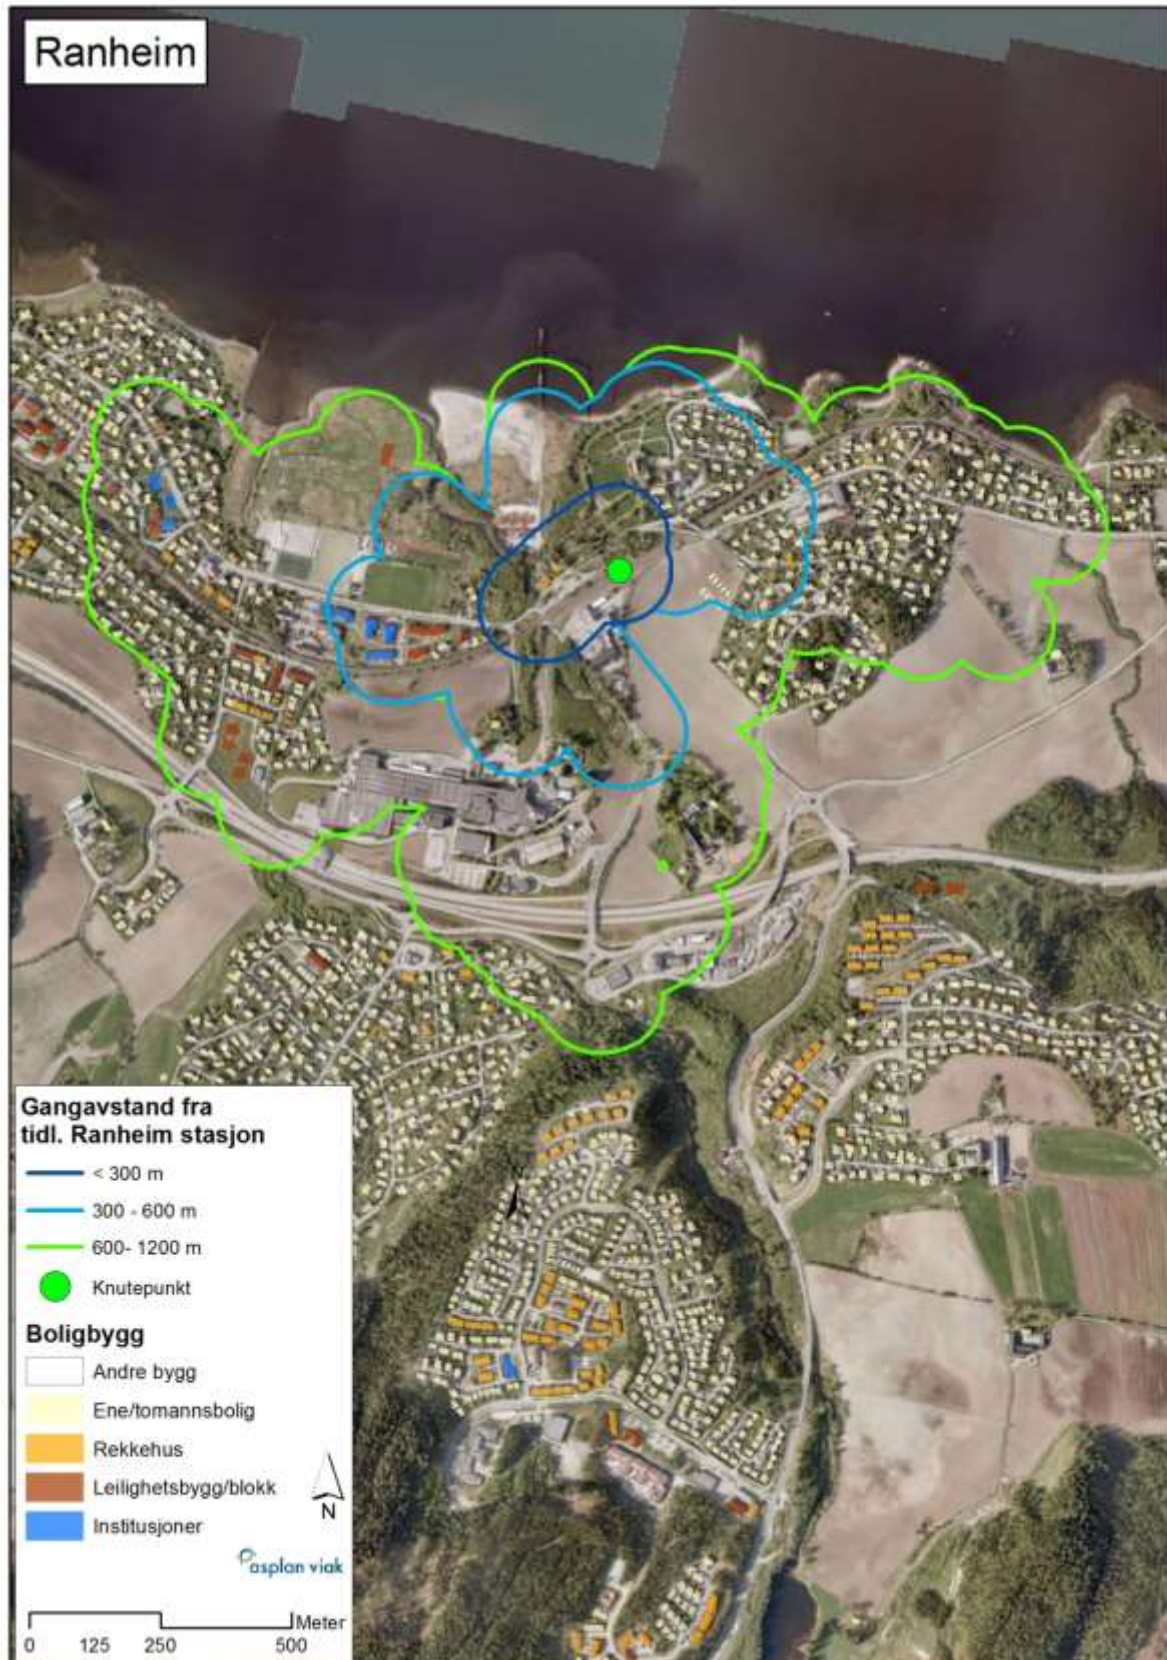 Ranheim
Gangavstand fra
tidl. Ranheim stasjon
< 300 m
300 - 600 m
600- 1200 m
Knutepunkt
Boligbygg
Andre bygg
Ene/tomannsbolig
Rekkehus
Leilighetsbygg/blokk
Institusjoner
N
asplan viak
Meter
0 125 250 500